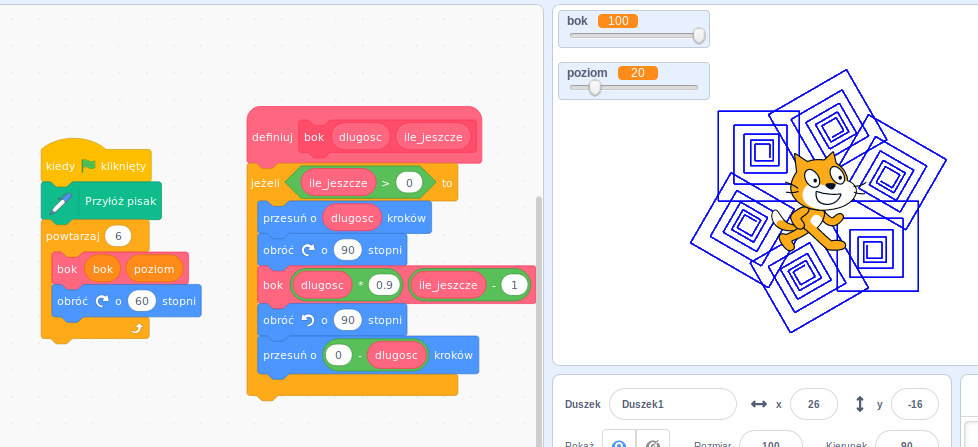 kiedy kliknięty
Przyłóż pisak
powtarzaj 6
bok bok poziom
obróć o 60 stopni
definiuj bok dlugosc ile_jeszcze
jeżeli ile_jeszcze > 0 to
przesuń o dlugosc kroków
obróć o 90 stopni
bok dlugosc * 0.9 ile_jeszcze - 1
obróć o 90 stopni
przesuń o 0 - dlugosc kroków
bok 100
poziom 20
Duszek Duszek1 x 26 y -16
Pokaż Rozmiar 100 Kierunek 90